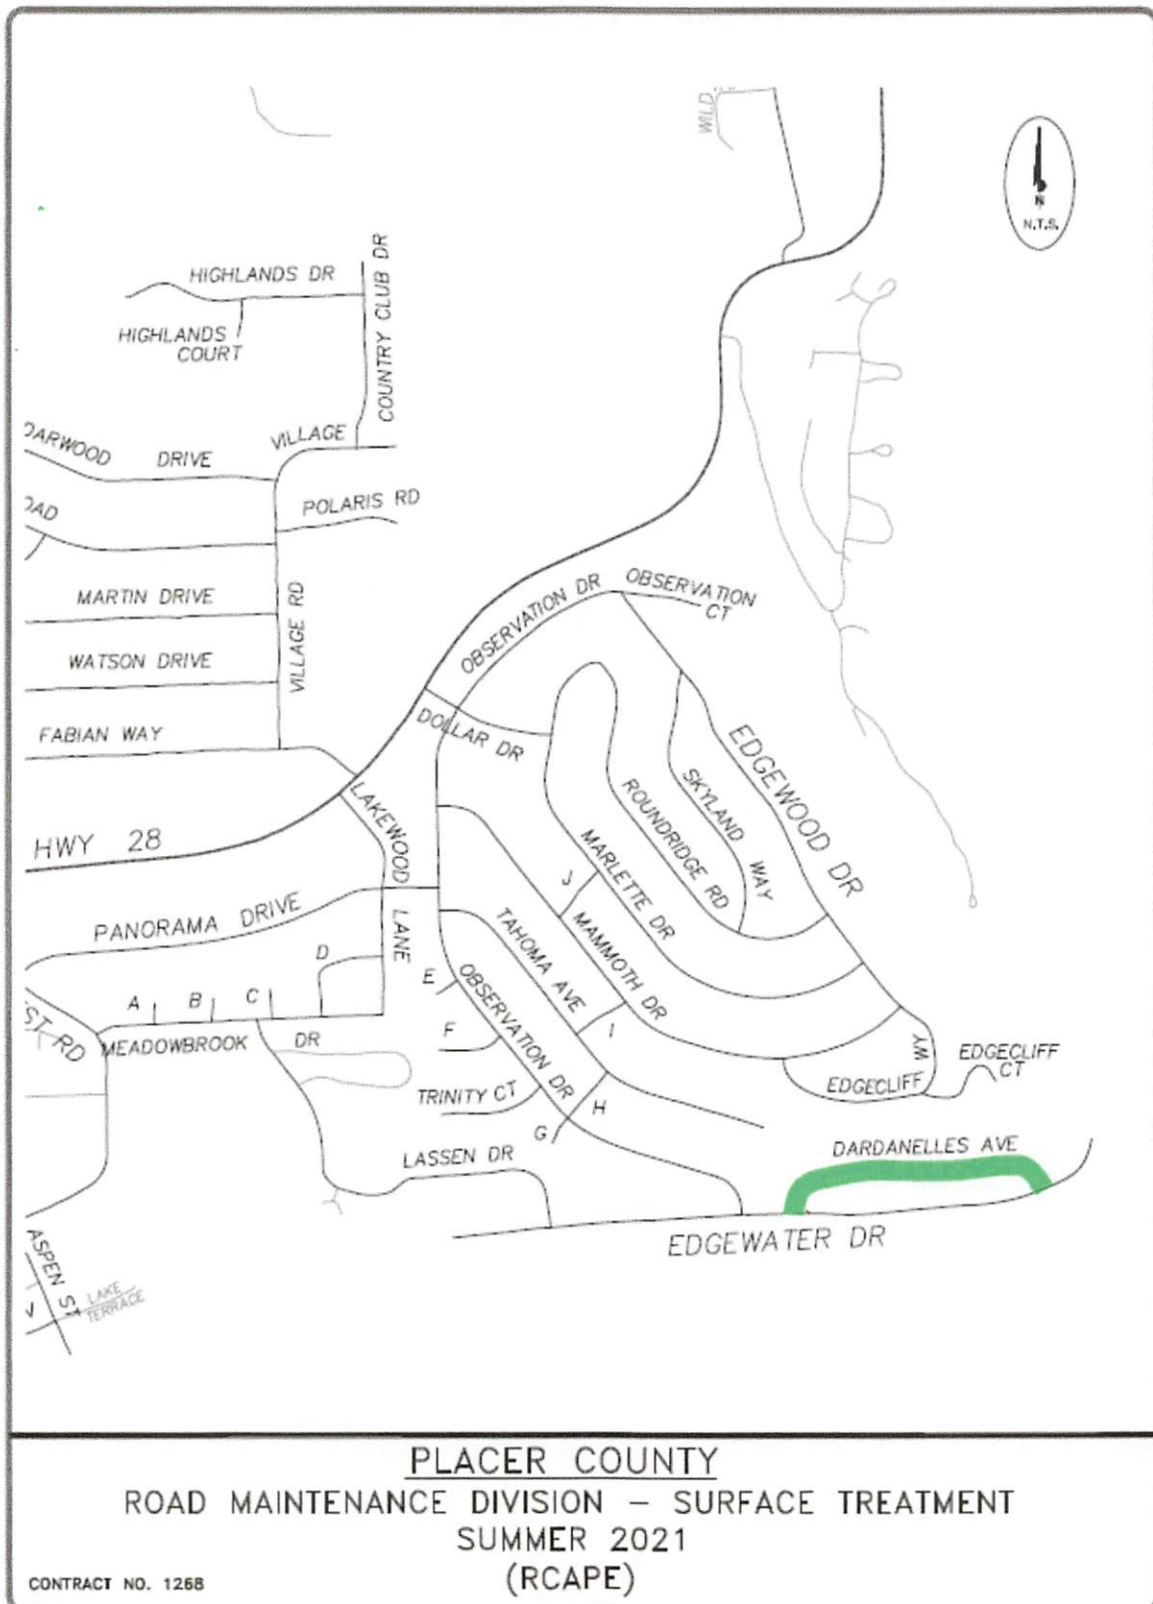 WILD
N
N.T.S.
HIGHLANDS DR
COUNTRY CLUB DR
HIGHLANDS
COURT
DARWOOD DRIVE
VILLAGE
OAD
POLARIS RD
MARTIN DRIVE
VILLAGE RD
WATSON DRIVE
FABIAN WAY
OBSERVATION DR
OBSERVATION
CT
DOLLAR DR
EDGEWOOD DR
SKYLAND WAY
ROUNDRIDGE RD
LAKEWOOD
LANE
HWY 28
MARLETTE DR
J
PANORAMA DRIVE
TAHOMA AVE
MAMMOTH DR
D
E
OBSERVATION DR
A
B
C
ST RD
MEADOWBROOK DR
F
I
WY
EDGECLIFF
CT
EDGECLIFF
TRINITY CT
H
G
LASSEN DR
DARDANELLES AVE
EDGEWATER DR
ASPEN ST
LAKE
TERRACE
PLACER COUNTY
ROAD MAINTENANCE DIVISION – SURFACE TREATMENT
SUMMER 2021
(RCAPE)
CONTRACT NO. 1268